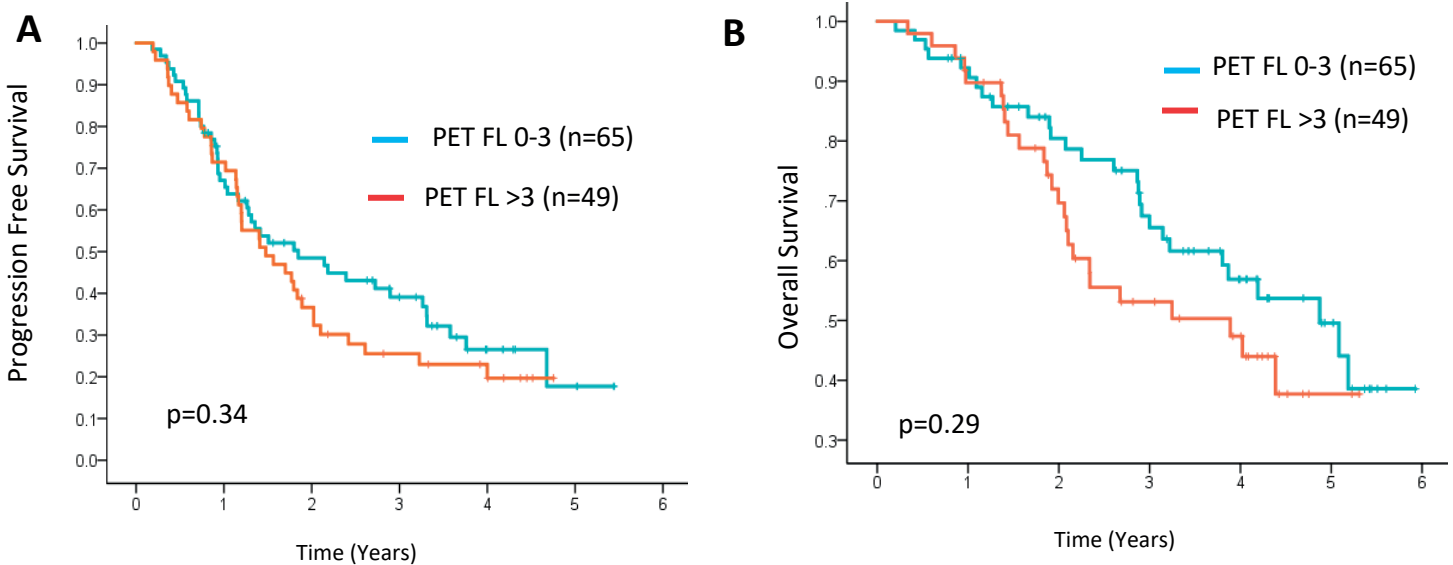 A
Progression Free Survival
1.0
0.9
0.8
0.7
0.6
0.5
0.4
0.3
0.2
0.1
0.0
PET FL 0-3 (n=65)
PET FL >3 (n=49)
p=0.34
0 1 2 3 4 5 6
Time (Years)
B
Overall Survival
1.0
0.9
.8
.7
.6
0.5
0.4
0.3
PET FL 0-3 (n=65)
PET FL >3 (n=49)
p=0.29
0 1 2 3 4 5 6
Time (Years)